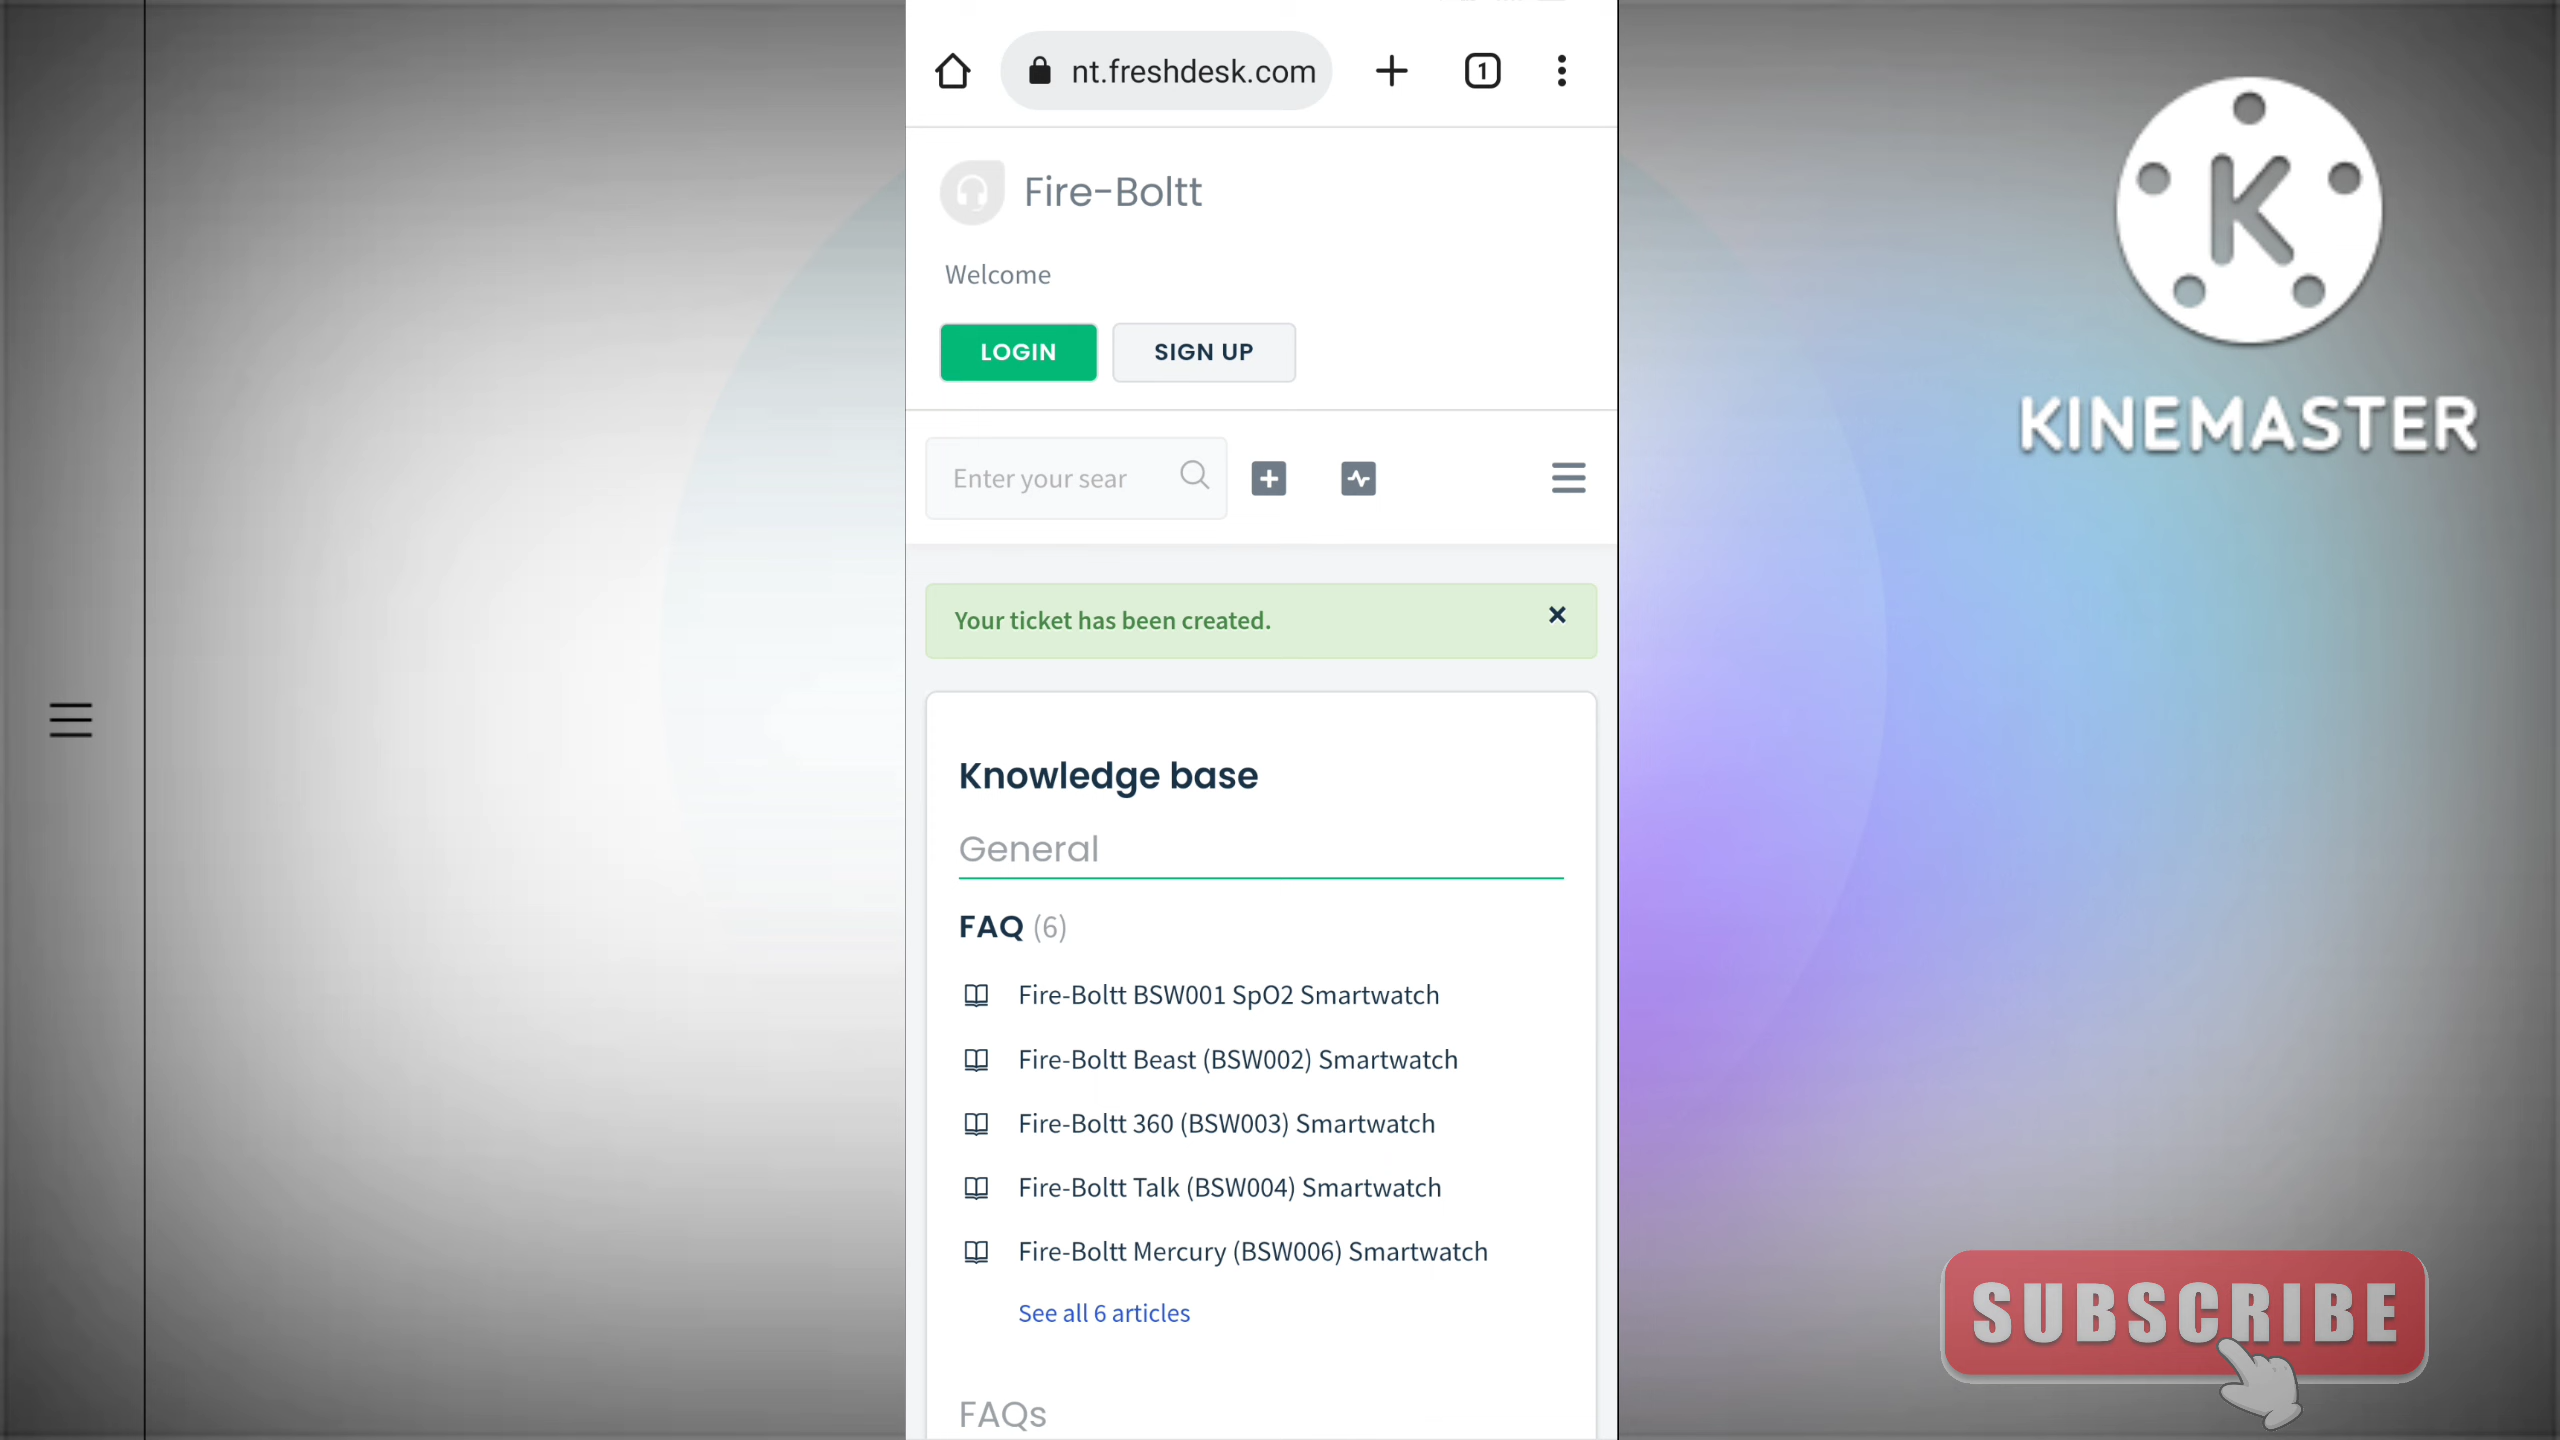 nt.freshdesk.com
1
Fire-Boltt
Welcome
LOGIN
SIGN UP
Enter your sear
Your ticket has been created.
Knowledge base
General
FAQ (6)
Fire-Boltt BSW001 SpO2 Smartwatch
Fire-Boltt Beast (BSW002) Smartwatch
Fire-Boltt 360 (BSW003) Smartwatch
Fire-Boltt Talk (BSW004) Smartwatch
Fire-Boltt Mercury (BSW006) Smartwatch
See all 6 articles
FAQs
K
KINEMASTER
SUBSCRIBE